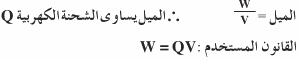 الميل = W/V ∴ الميل يساوى الشحنة الكهربية Q
القانون المستخدم : W = QV